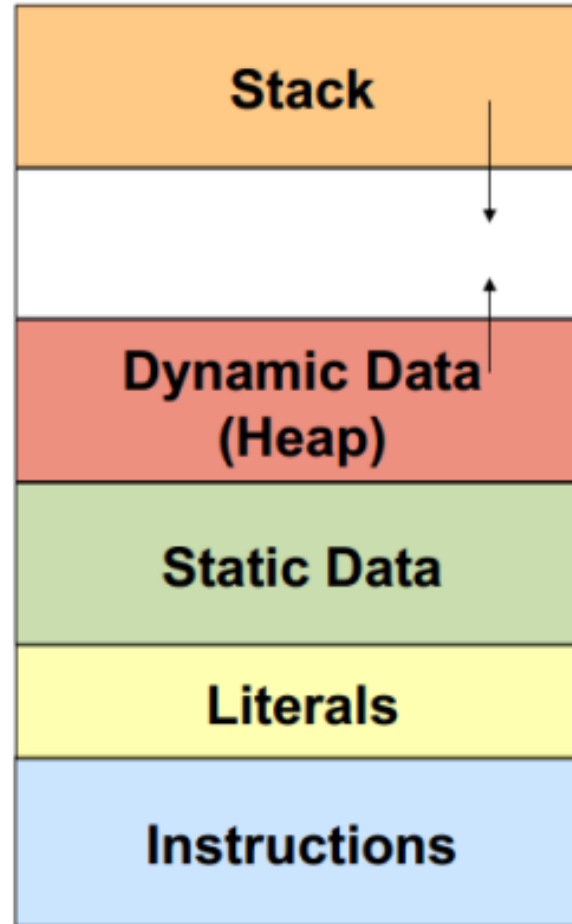 Stack
Dynamic Data
(Heap)
Static Data
Literals
Instructions